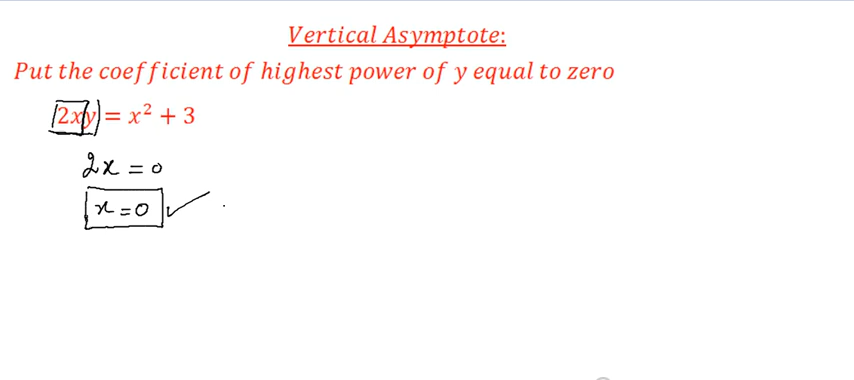 Vertical Asymptote:
Put the coefficient of highest power of y equal to zero
2xy = x² + 3
2x = 0
x = 0